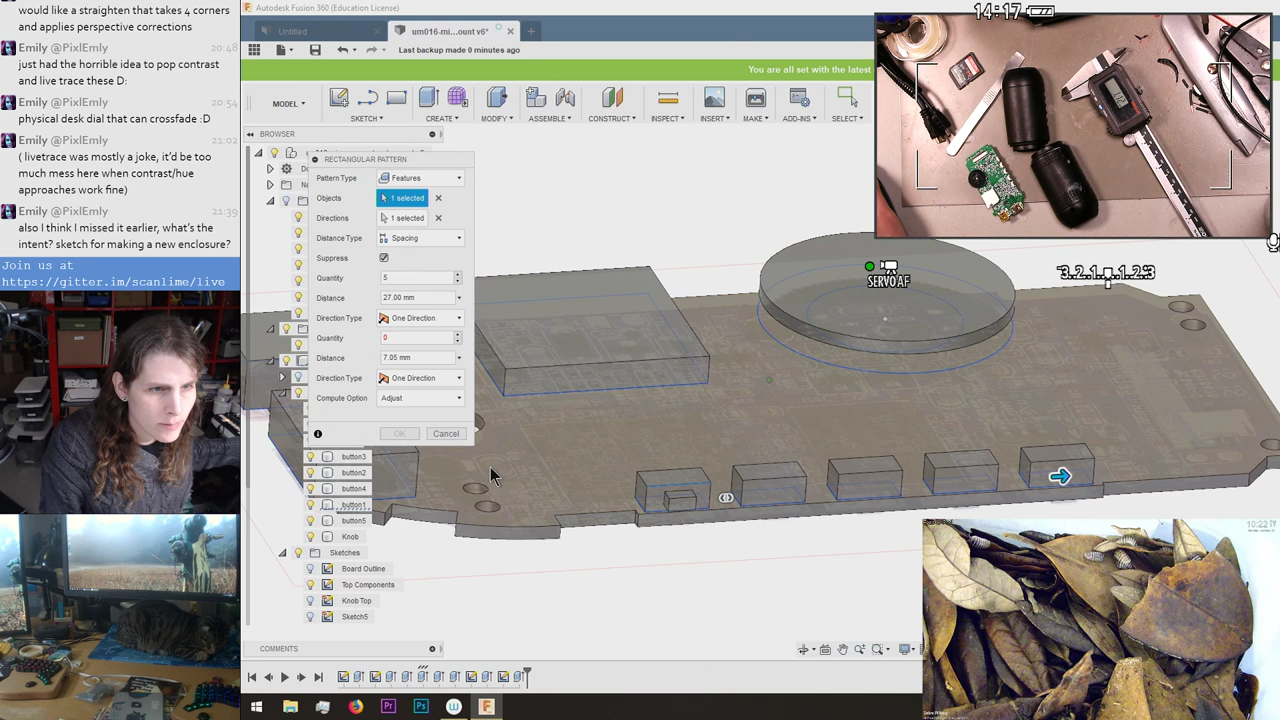 would like a straighten that takes 4 corners
and applies perspective corrections
Emily @PixlEmly 20:48
just had the horrible idea to pop contrast
and live trace one D:
Emily @PixlEmly 20:54
physical desk dial that can crossfade :D
Emily @PixlEmly 21:02
( livetrace was mostly a joke, it'd be too
much mess here when contrast/hue
approaches work fine)
Emily @PixlEmly 21:39
also I think I missed it earlier, what's the
intent? sketch for making a new enclosure?
Join us at
https://gitter.im/scanlime/live
Autodesk Fusion 360 (Education License)
Untitled
um016-mi...ount v6*
Last backup made 0 minutes ago
You are all set with the latest
MODEL
SKETCH
CREATE
MODIFY
ASSEMBLE
CONSTRUCT
INSPECT
INSERT
MAKE
ADD-INS
SELECT
BROWSER
RECTANGULAR PATTERN
Pattern Type Features
Objects 1 selected
Directions 1 selected
Distance Type Spacing
Suppress
Quantity 5
Distance 27.00 mm
Direction Type One Direction
Quantity 0
Distance 7.05 mm
Direction Type One Direction
Compute Option Adjust
OK Cancel
button3
button2
button4
button1
button5
Knob
Sketches
Board Outline
Top Components
Knob Top
Sketch5
COMMENTS
14:17
SERVO AF
-3..2..1..1..2..3
10:22